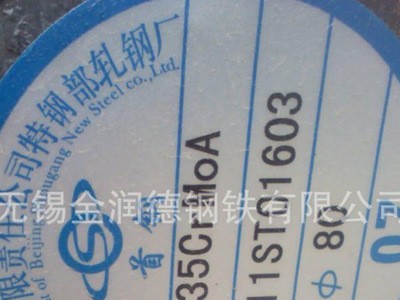 限责任公司特钢部轧钢厂
of Beijing Shougang New Steel co.,Ltd.
首钢
35CrMoA
11ST01603
ф 80
07
无锡金润德钢铁有限公司